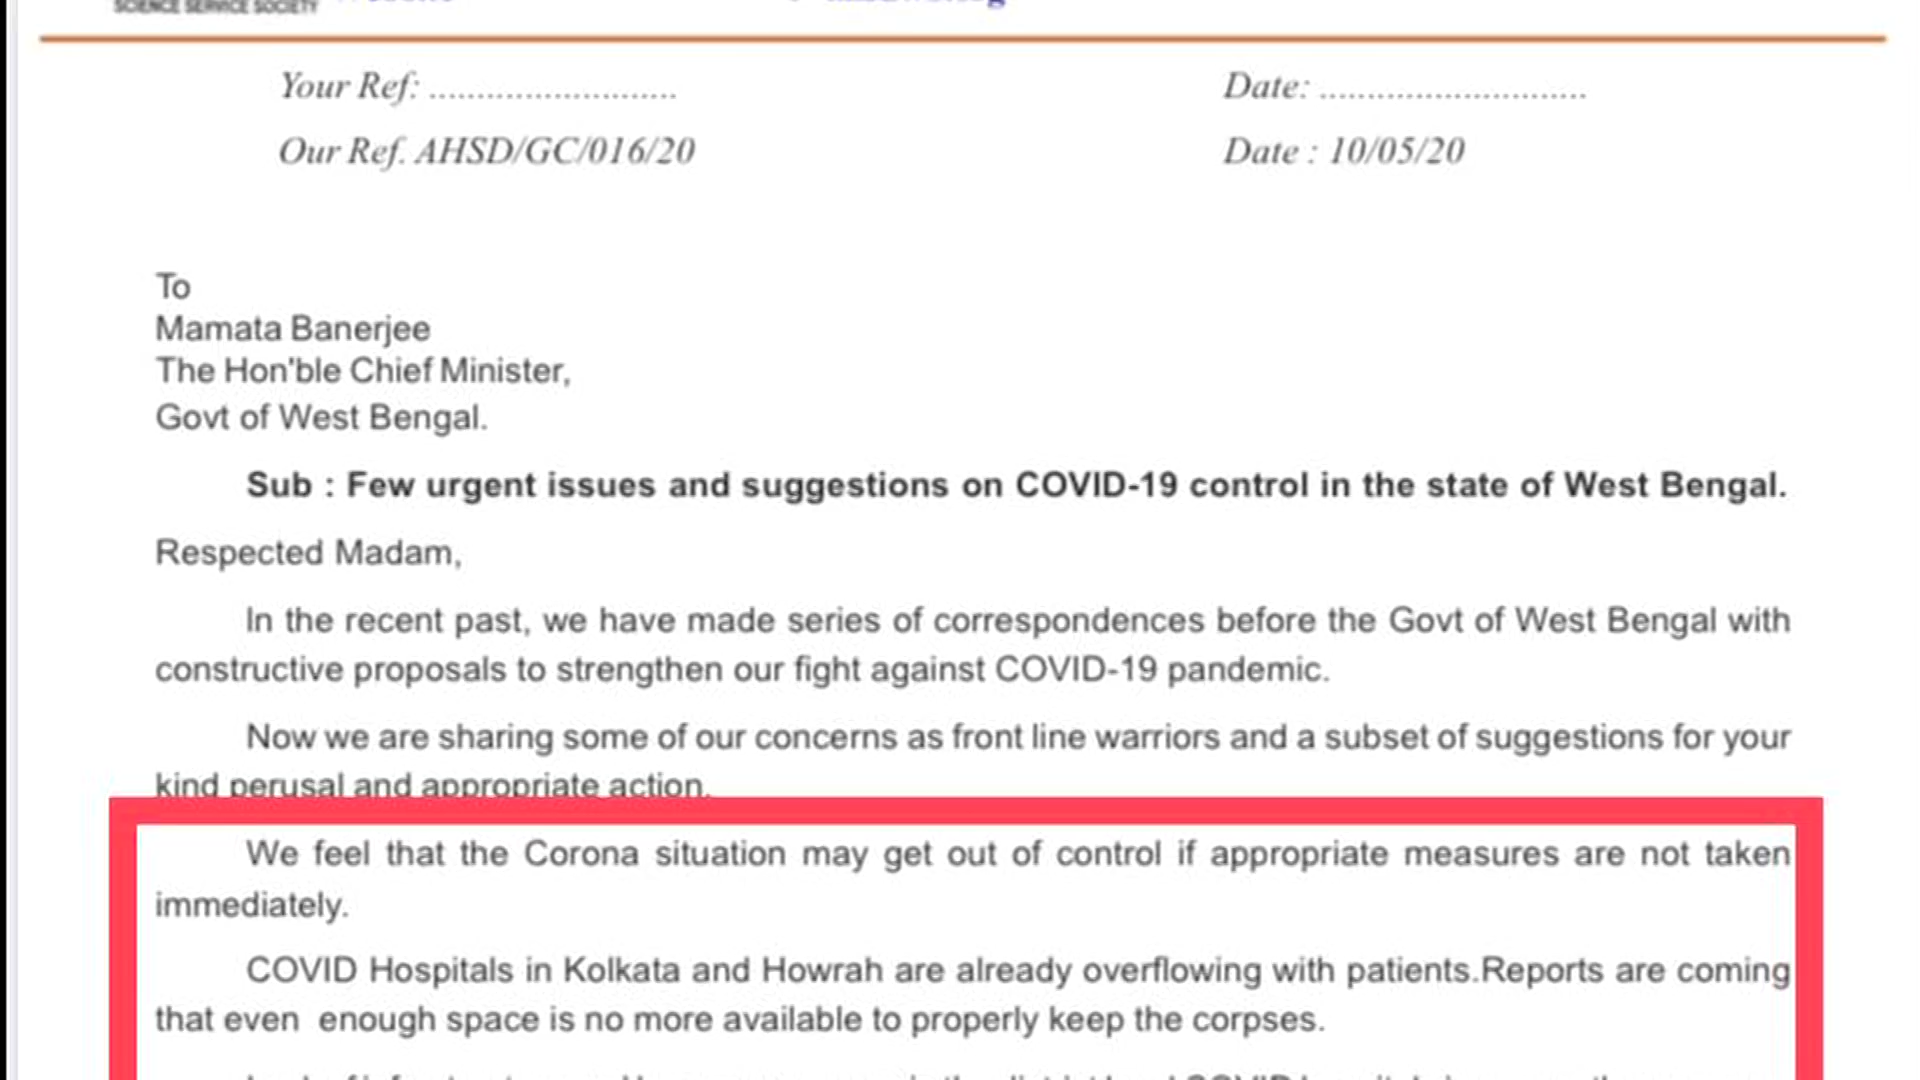 SCIENCE SERVICE SOCIETY
Your Ref: ..........................
Date: ............................
Our Ref. AHSD/GC/016/20
Date : 10/05/20
To
Mamata Banerjee
The Hon'ble Chief Minister,
Govt of West Bengal.
Sub : Few urgent issues and suggestions on COVID-19 control in the state of West Bengal.
Respected Madam,
In the recent past, we have made series of correspondences before the Govt of West Bengal with
constructive proposals to strengthen our fight against COVID-19 pandemic.
Now we are sharing some of our concerns as front line warriors and a subset of suggestions for your
kind perusal and appropriate action.
We feel that the Corona situation may get out of control if appropriate measures are not taken
immediately.
COVID Hospitals in Kolkata and Howrah are already overflowing with patients.Reports are coming
that even enough space is no more available to properly keep the corpses.